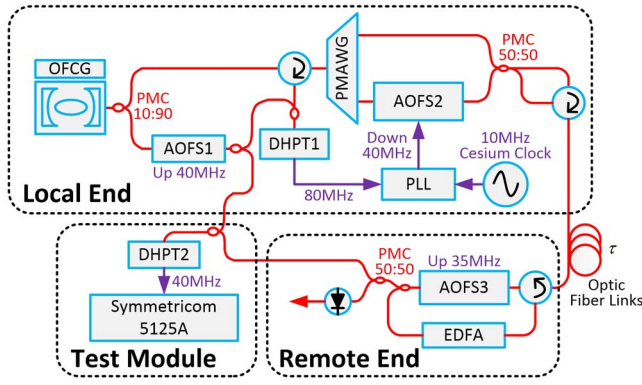 OFCG
PMC
10:90
AOFS1
Up 40MHz
DHPT1
80MHz
PMAWG
AOFS2
Down
40MHz
PLL
PMC
50:50
10MHz
Cesium Clock
Local End
DHPT2
40MHz
Symmetricom
5125A
Test Module
PMC
50:50
Up 35MHz
AOFS3
EDFA
Remote End
τ
Optic
Fiber Links